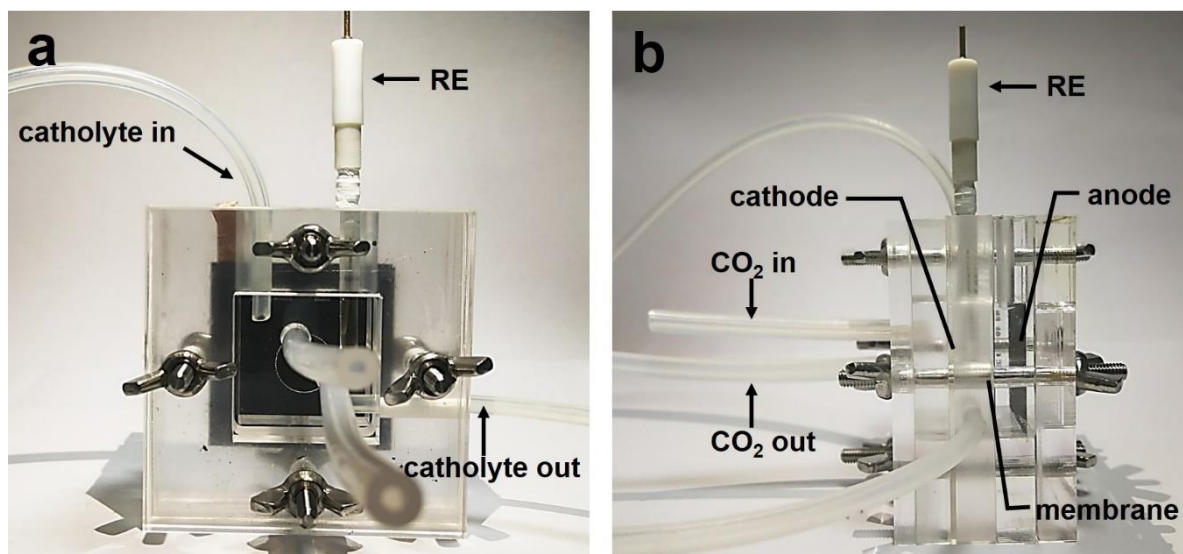 a
RE
catholyte in
catholyte out
b
RE
cathode
anode
CO₂ in
CO₂ out
membrane